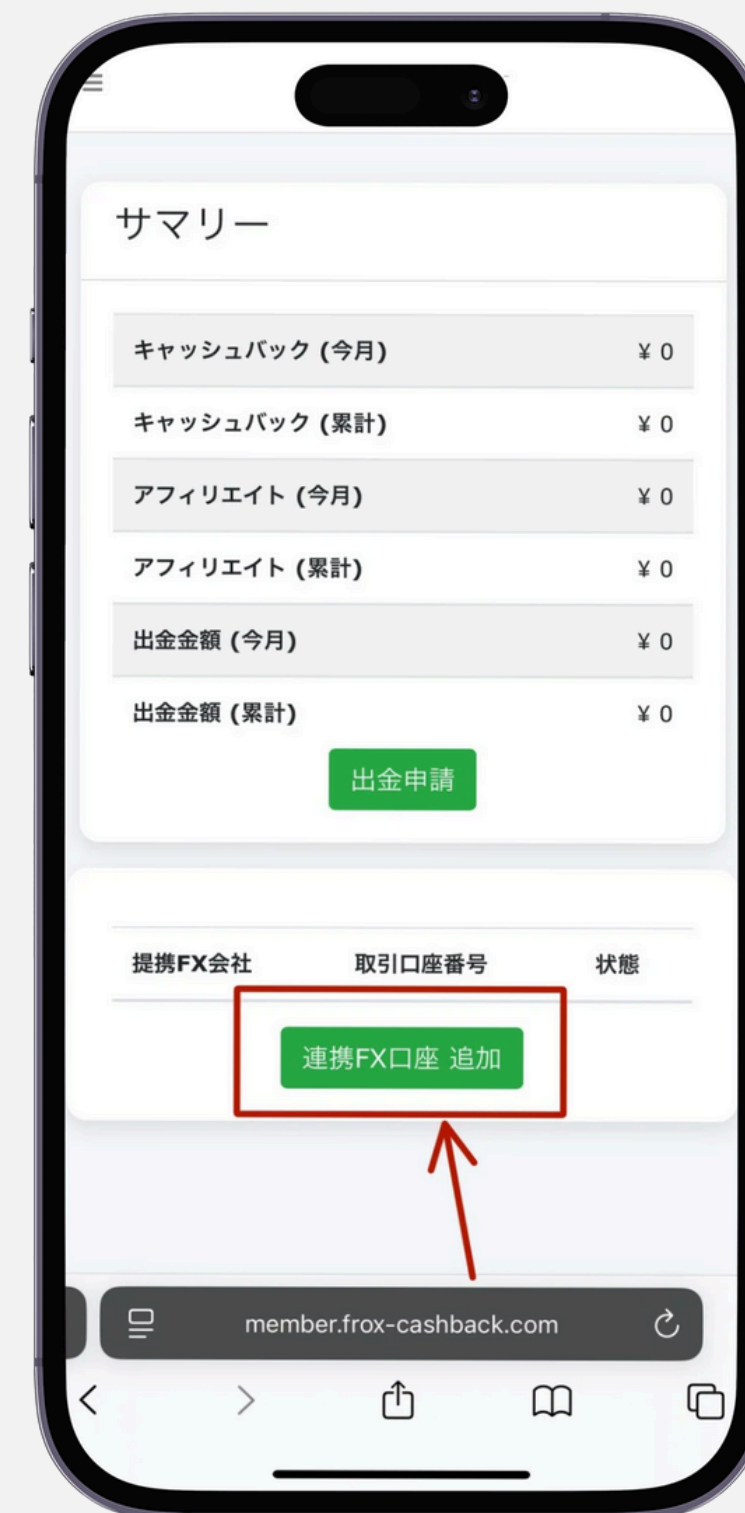 サマリー
キャッシュバック (今月) ¥ 0
キャッシュバック (累計) ¥ 0
アフィリエイト (今月) ¥ 0
アフィリエイト (累計) ¥ 0
出金金額 (今月) ¥ 0
出金金額 (累計) ¥ 0
出金申請
提携FX会社 取引口座番号 状態
連携FX口座 追加
member.frox-cashback.com